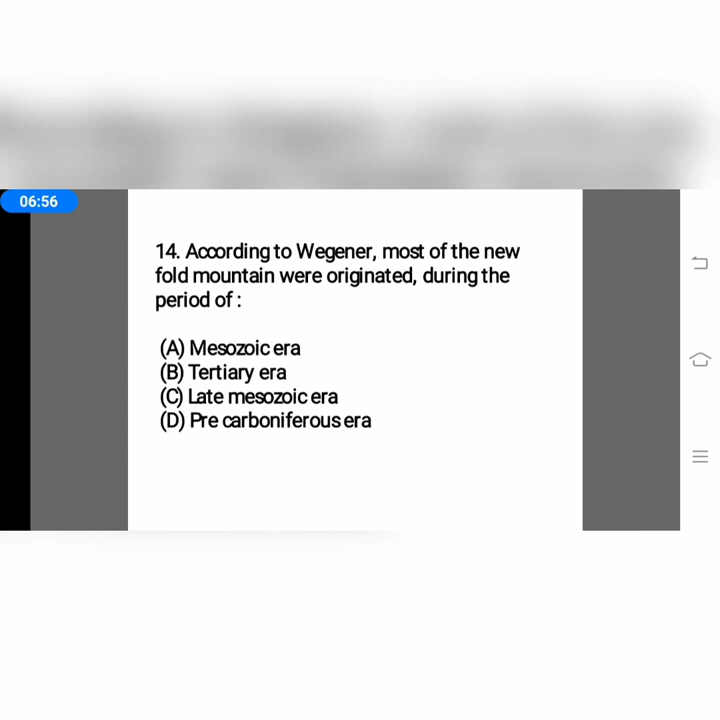 06:56
14. According to Wegener, most of the new
fold mountain were originated, during the
period of :
(A) Mesozoic era
(B) Tertiary era
(C) Late mesozoic era
(D) Pre carboniferous era